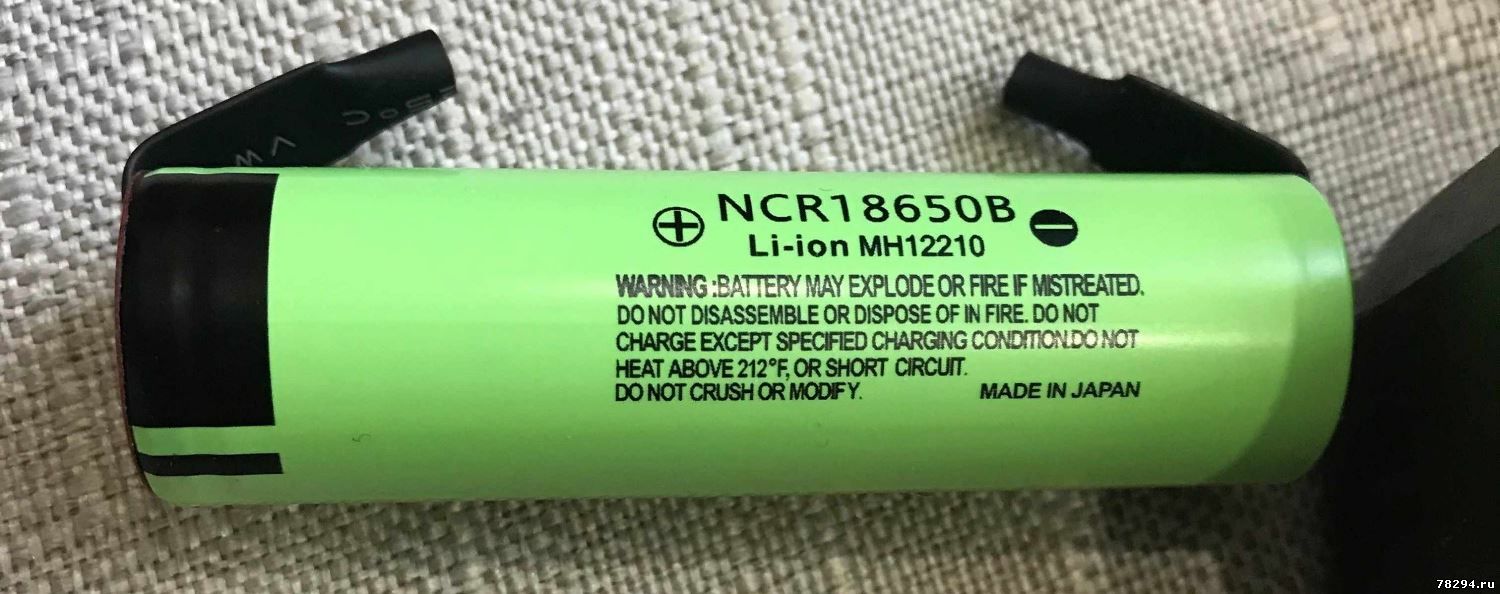 NCR18650B
Li-ion MH12210
WARNING :BATTERY MAY EXPLODE OR FIRE IF MISTREATED.
DO NOT DISASSEMBLE OR DISPOSE OF IN FIRE. DO NOT
CHARGE EXCEPT SPECIFIED CHARGING CONDITION.DO NOT
HEAT ABOVE 212°F, OR SHORT CIRCUIT.
DO NOT CRUSH OR MODIFY. MADE IN JAPAN
78294.ru